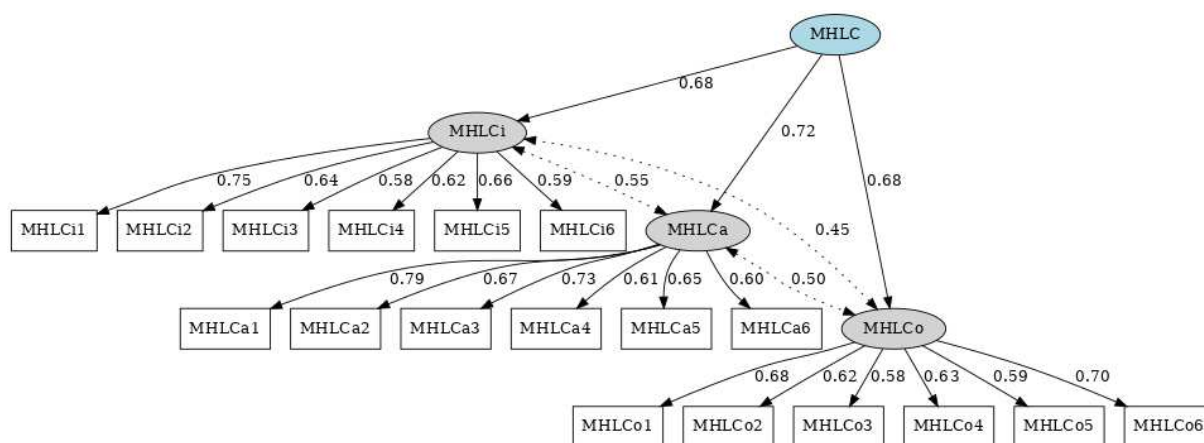 MHLC
0.68
MHLCi
0.72
0.68
0.75 0.64 0.58 0.62 0.66 0.59 0.55
MHLCi1 MHLCi2 MHLCi3 MHLCi4 MHLCi5 MHLCi6
MHLCa
0.45
0.79 0.67 0.73 0.61 0.65 0.60 0.50
MHLCa1 MHLCa2 MHLCa3 MHLCa4 MHLCa5 MHLCa6
MHLCo
0.68 0.62 0.58 0.63 0.59 0.70
MHLCo1 MHLCo2 MHLCo3 MHLCo4 MHLCo5 MHLCo6